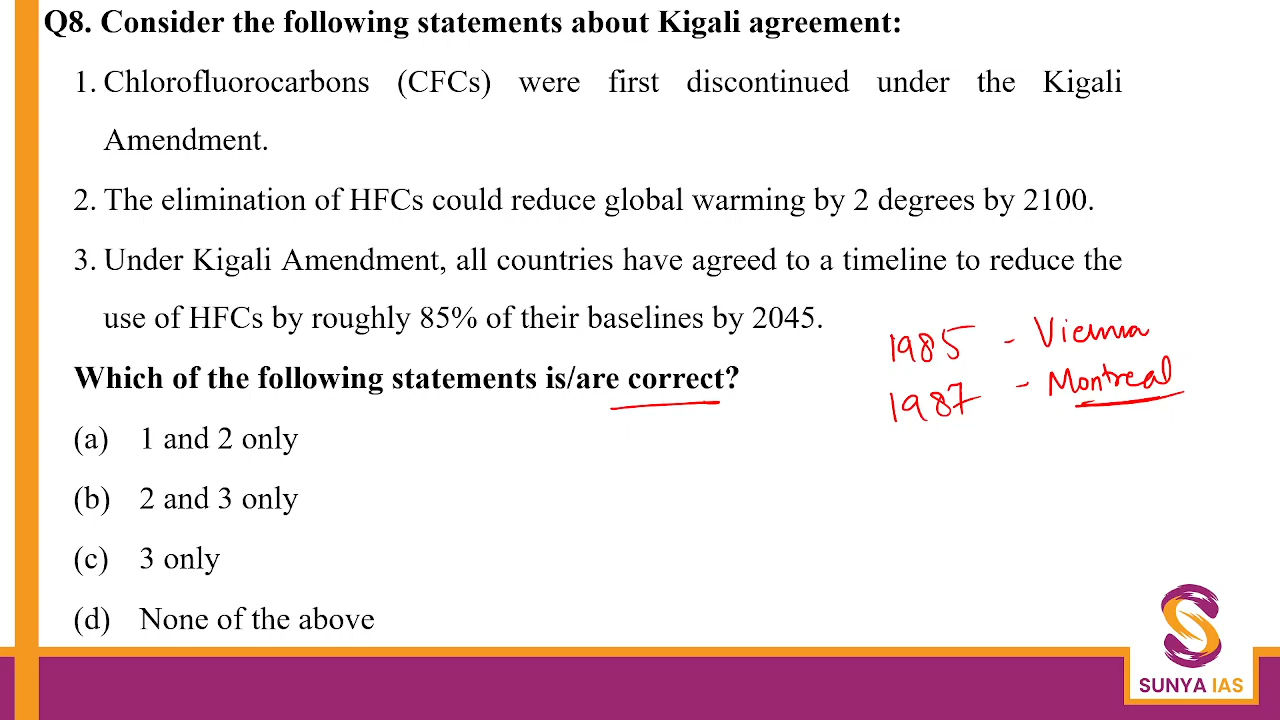 Q8. Consider the following statements about Kigali agreement:
1. Chlorofluorocarbons (CFCs) were first discontinued under the Kigali
Amendment.
2. The elimination of HFCs could reduce global warming by 2 degrees by 2100.
3. Under Kigali Amendment, all countries have agreed to a timeline to reduce the
use of HFCs by roughly 85% of their baselines by 2045.
1985 - Vienna
Which of the following statements is/are correct?
1987 - Montreal
(a) 1 and 2 only
(b) 2 and 3 only
(c) 3 only
(d) None of the above
SUNYA IAS